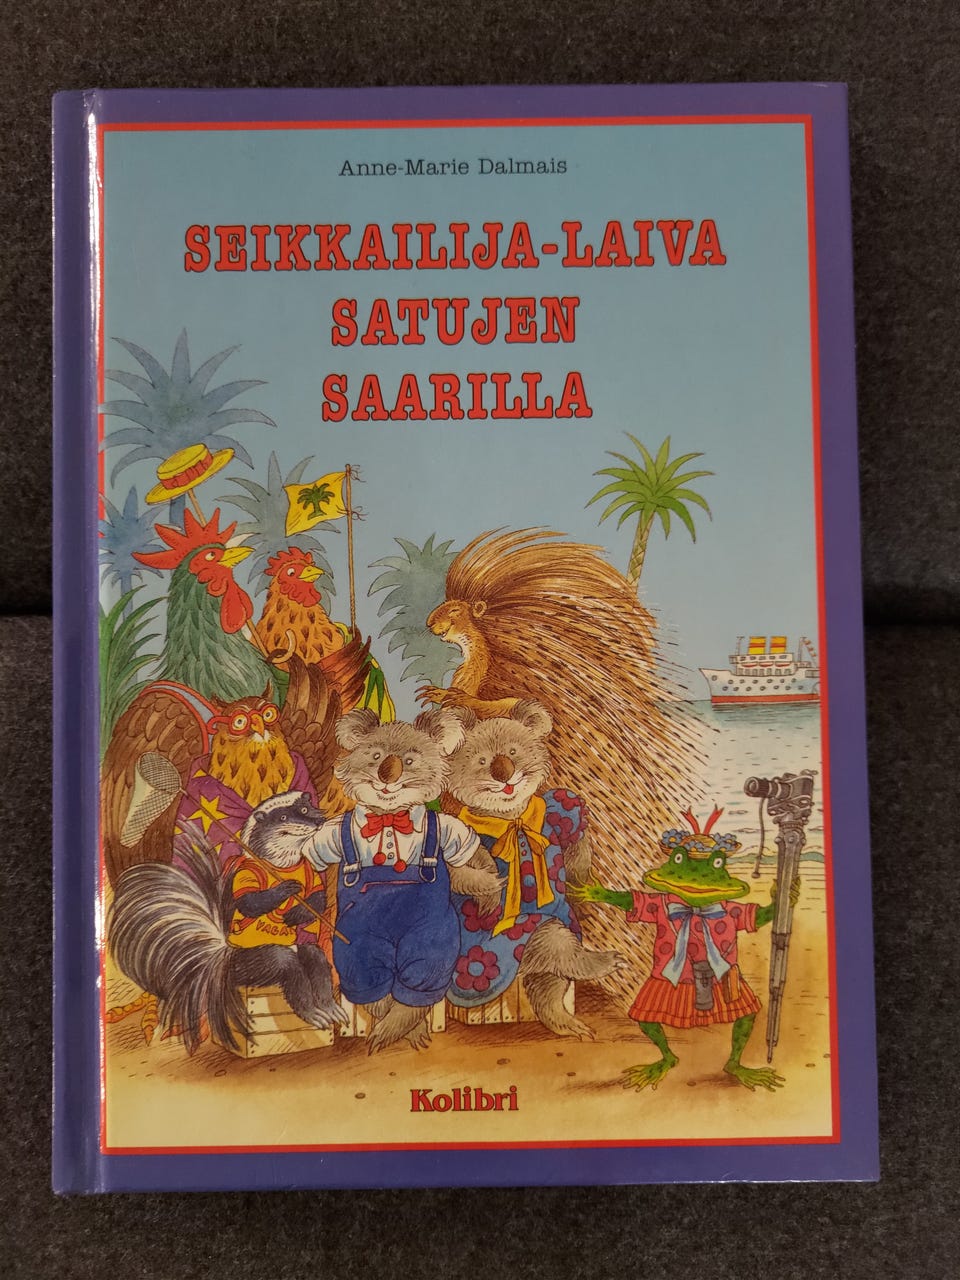 Anne-Marie Dalmais
SEIKKAILIJA-LAIVA
SATUJEN
SAARILLA
Kolibri